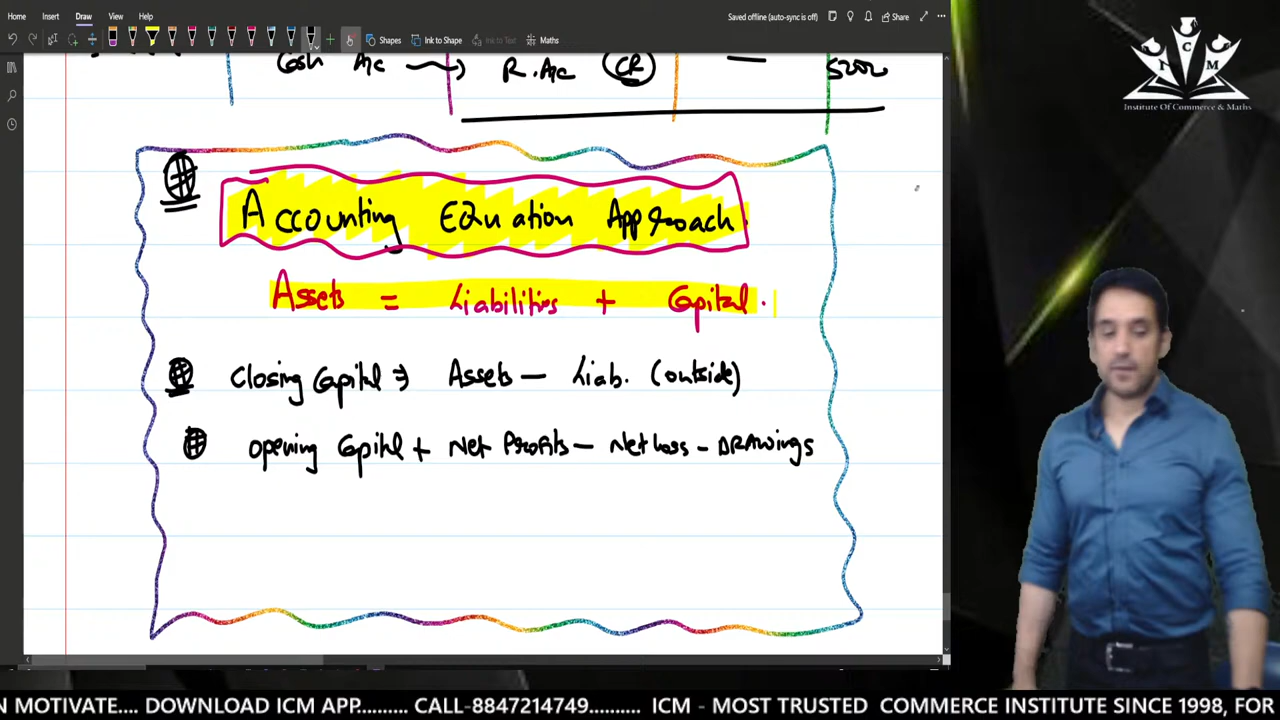 Home Insert Draw View Help Saved offline (auto-sync is off) Share
Shapes Ink to Shape Ink to Text Maths
Cash A/c R. A/c CR 5200
Accounting EQuation Approach.
Assets = Liabilities + Capital.
Closing Capital ⇒ Assets - Liab. (outside)
opening Capital + Net Profits - Net loss - DRAWings
I C M
Institute Of Commerce & Maths
N MOTIVATE.... DOWNLOAD ICM APP......... CALL-8847214749....... ICM - MOST TRUSTED COMMERCE INSTITUTE SINCE 1998, FOR